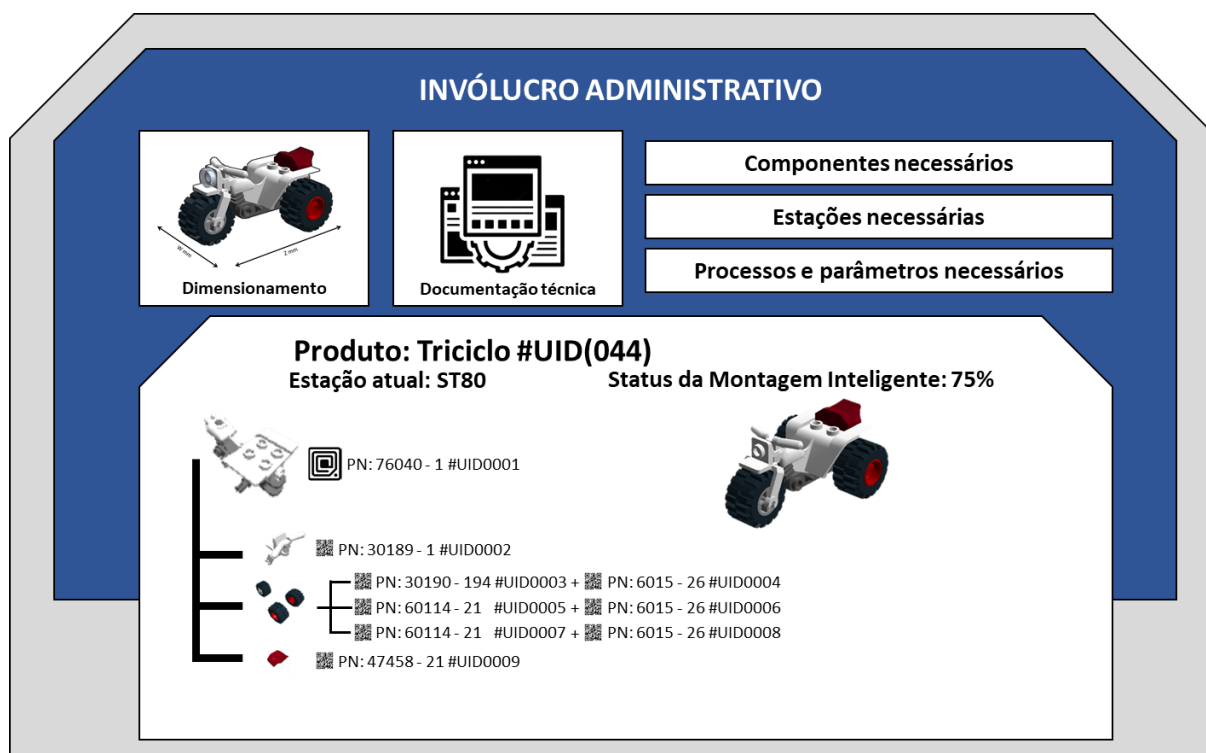 INVÓLUCRO ADMINISTRATIVO
W mm
Z mm
Dimensionamento
Documentação técnica
Componentes necessários
Estações necessárias
Processos e parâmetros necessários
Produto: Triciclo #UID(044)
Estação atual: ST80
Status da Montagem Inteligente: 75%
PN: 76040 - 1 #UID0001
PN: 30189 - 1 #UID0002
PN: 30190 - 194 #UID0003 + PN: 6015 - 26 #UID0004
PN: 60114 - 21 #UID0005 + PN: 6015 - 26 #UID0006
PN: 60114 - 21 #UID0007 + PN: 6015 - 26 #UID0008
PN: 47458 - 21 #UID0009